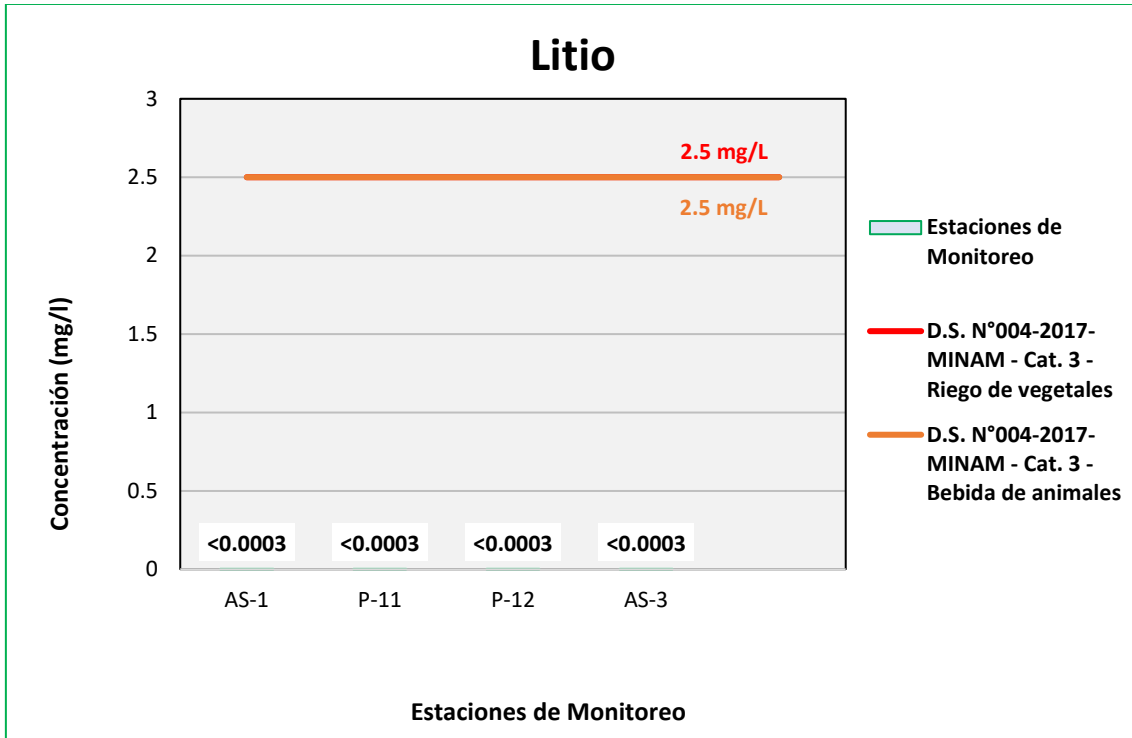 Litio
3
2.5
2
1.5
1
0.5
0
Concentración (mg/l)
2.5 mg/L
2.5 mg/L
<0.0003 <0.0003 <0.0003 <0.0003
AS-1 P-11 P-12 AS-3
Estaciones de Monitoreo
Estaciones de
Monitoreo
D.S. N°004-2017-
MINAM - Cat. 3 -
Riego de vegetales
D.S. N°004-2017-
MINAM - Cat. 3 -
Bebida de animales